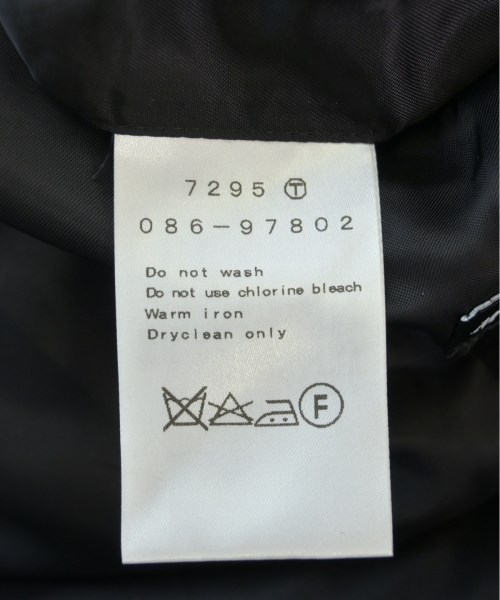 7295 Ⓣ
086-97802
Do not wash
Do not use chlorine bleach
Warm iron
Dryclean only
F